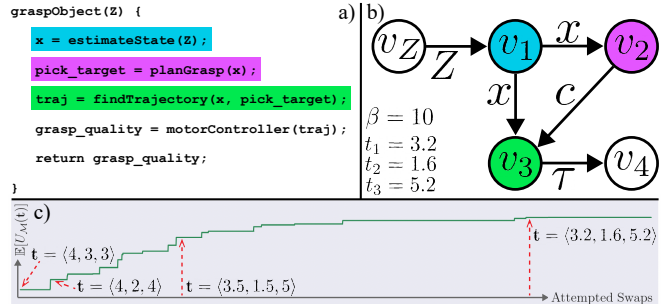 graspObject(Z) {
x = estimateState(Z);
pick_target = planGrasp(x);
traj = findTrajectory(x, pick_target);
grasp_quality = motorController(traj);
return grasp_quality;
}
a)
b)
v_Z
Z
v_1
x
v_2
x
c
v_3
τ
v_4
β = 10
t_1 = 3.2
t_2 = 1.6
t_3 = 5.2
c)
𝔼[U_ℳ(𝐭)]
𝐭 = ⟨4, 3, 3⟩
𝐭 = ⟨4, 2, 4⟩
𝐭 = ⟨3.5, 1.5, 5⟩
𝐭 = ⟨3.2, 1.6, 5.2⟩
Attempted Swaps